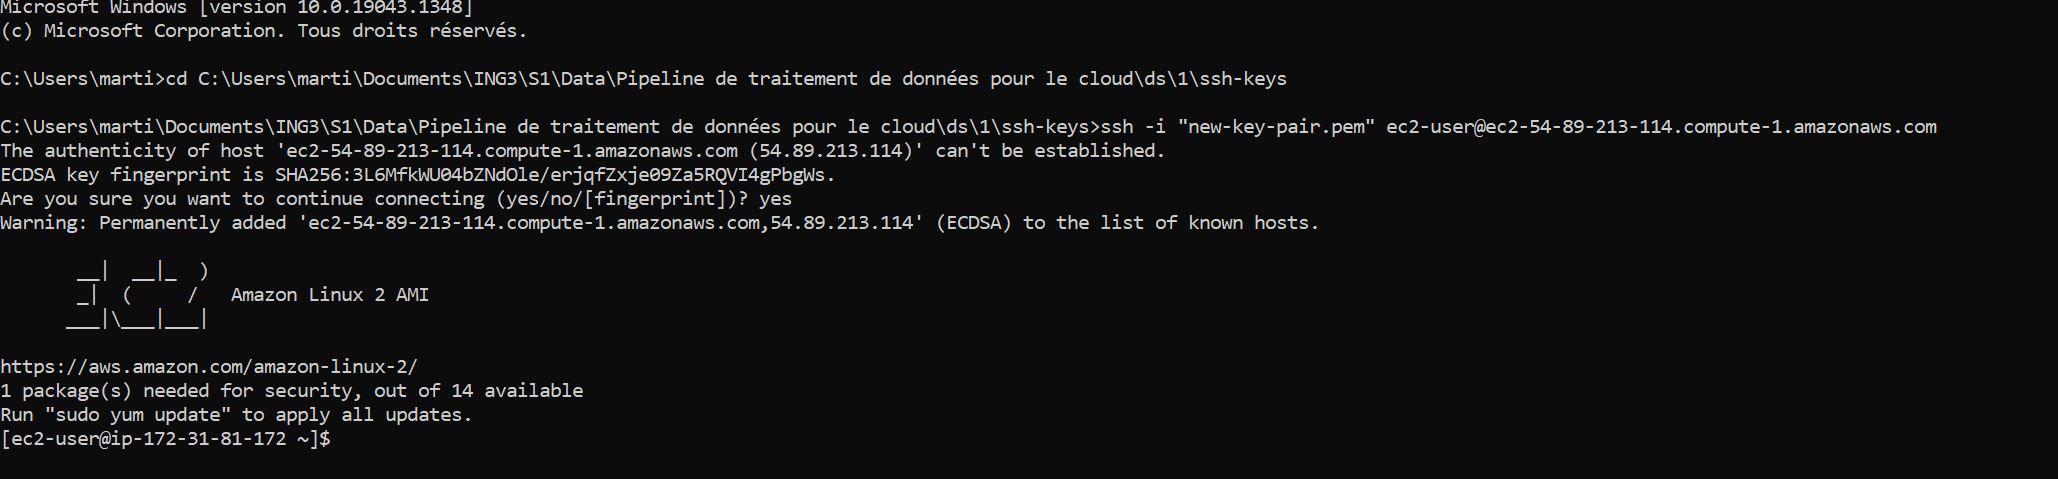 Microsoft Windows [version 10.0.19043.1348]
(c) Microsoft Corporation. Tous droits réservés.
C:\Users\marti>cd C:\Users\marti\Documents\ING3\S1\Data\Pipeline de traitement de données pour le cloud\ds\1\ssh-keys
C:\Users\marti\Documents\ING3\S1\Data\Pipeline de traitement de données pour le cloud\ds\1\ssh-keys>ssh -i "new-key-pair.pem" ec2-user@ec2-54-89-213-114.compute-1.amazonaws.com
The authenticity of host 'ec2-54-89-213-114.compute-1.amazonaws.com (54.89.213.114)' can't be established.
ECDSA key fingerprint is SHA256:3L6MfkWU04bZNdOle/erjqfZxje09Za5RQVI4gPbgWs.
Are you sure you want to continue connecting (yes/no/[fingerprint])? yes
Warning: Permanently added 'ec2-54-89-213-114.compute-1.amazonaws.com,54.89.213.114' (ECDSA) to the list of known hosts.
       __|  __|_  )
       _|  (     /   Amazon Linux 2 AMI
      ___|\___|___|
https://aws.amazon.com/amazon-linux-2/
1 package(s) needed for security, out of 14 available
Run "sudo yum update" to apply all updates.
[ec2-user@ip-172-31-81-172 ~]$